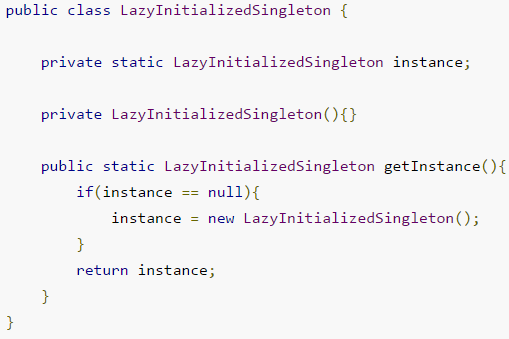 public class LazyInitializedSingleton {
private static LazyInitializedSingleton instance;
private LazyInitializedSingleton(){}
public static LazyInitializedSingleton getInstance(){
if(instance == null){
instance = new LazyInitializedSingleton();
}
return instance;
}
}